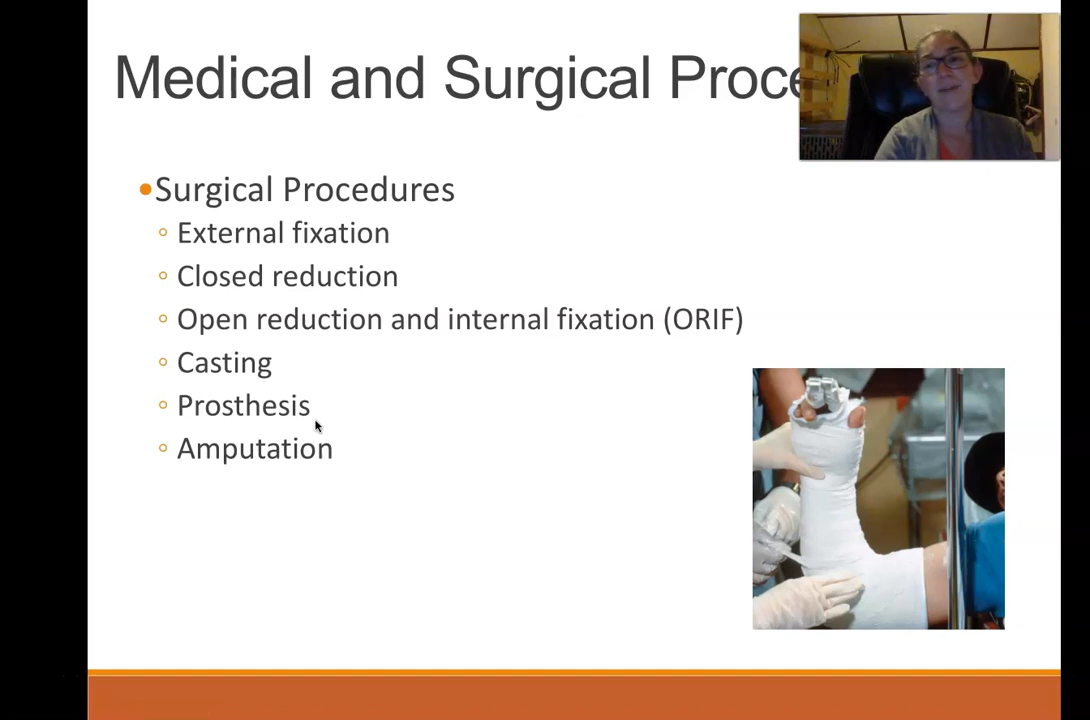 Medical and Surgical Proce
•Surgical Procedures
◦ External fixation
◦ Closed reduction
◦ Open reduction and internal fixation (ORIF)
◦ Casting
◦ Prosthesis
◦ Amputation